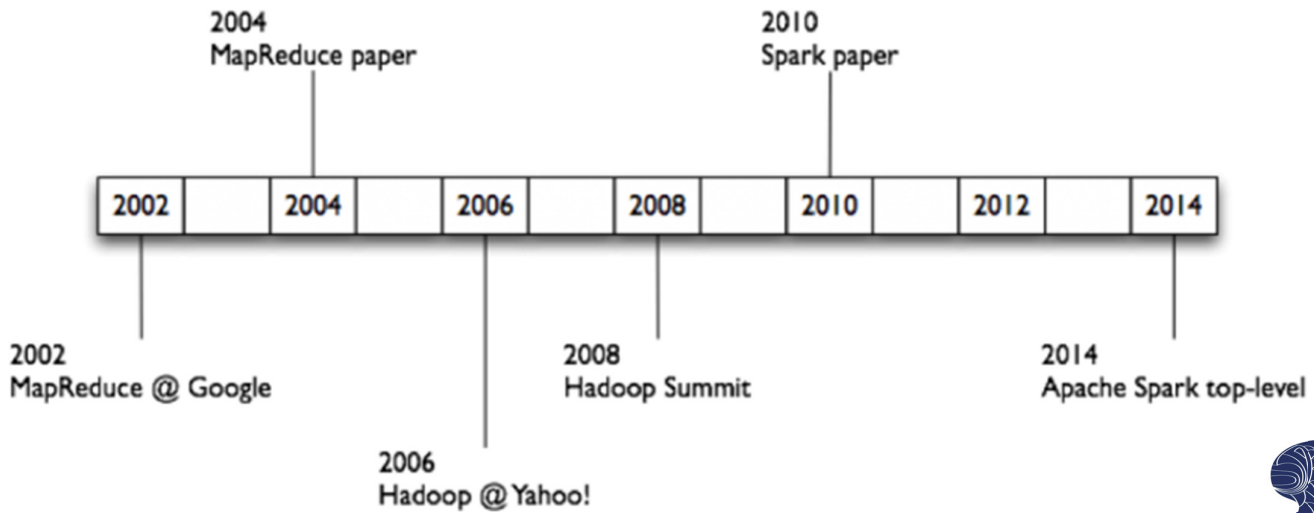 2004
MapReduce paper
2010
Spark paper
2002 2004 2006 2008 2010 2012 2014
2002
MapReduce @ Google
2008
Hadoop Summit
2014
Apache Spark top-level
2006
Hadoop @ Yahoo!